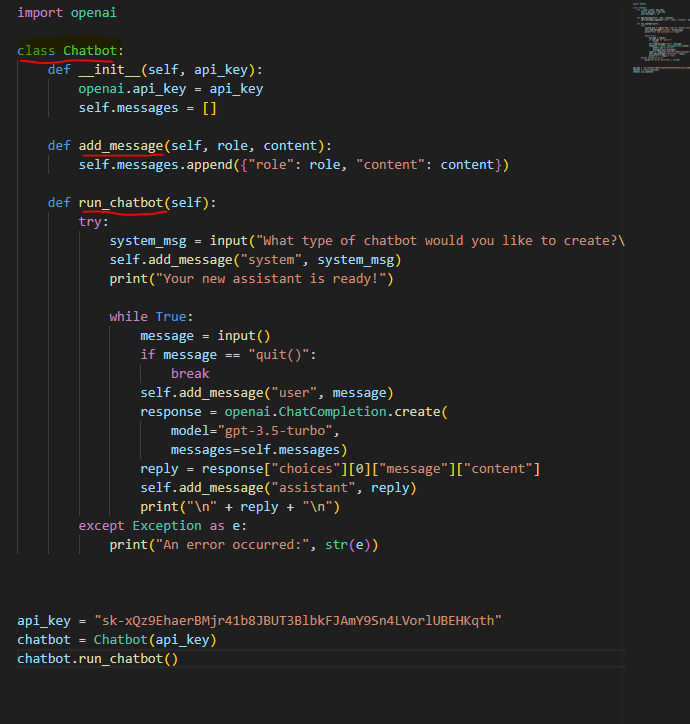 import openai
class Chatbot:
    def __init__(self, api_key):
        openai.api_key = api_key
        self.messages = []
    def add_message(self, role, content):
        self.messages.append({"role": role, "content": content})
    def run_chatbot(self):
        try:
            system_msg = input("What type of chatbot would you like to create?\
            self.add_message("system", system_msg)
            print("Your new assistant is ready!")
            while True:
                message = input()
                if message == "quit()":
                    break
                self.add_message("user", message)
                response = openai.ChatCompletion.create(
                    model="gpt-3.5-turbo",
                    messages=self.messages)
                reply = response["choices"][0]["message"]["content"]
                self.add_message("assistant", reply)
                print("\n" + reply + "\n")
        except Exception as e:
            print("An error occurred:", str(e))
api_key = "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"
chatbot = Chatbot(api_key)
chatbot.run_chatbot()